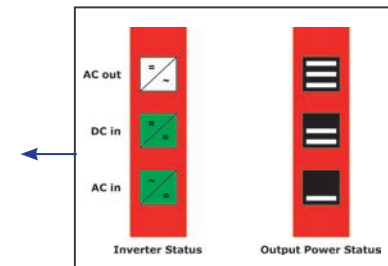 AC out
DC in
AC in
Inverter Status
Output Power Status